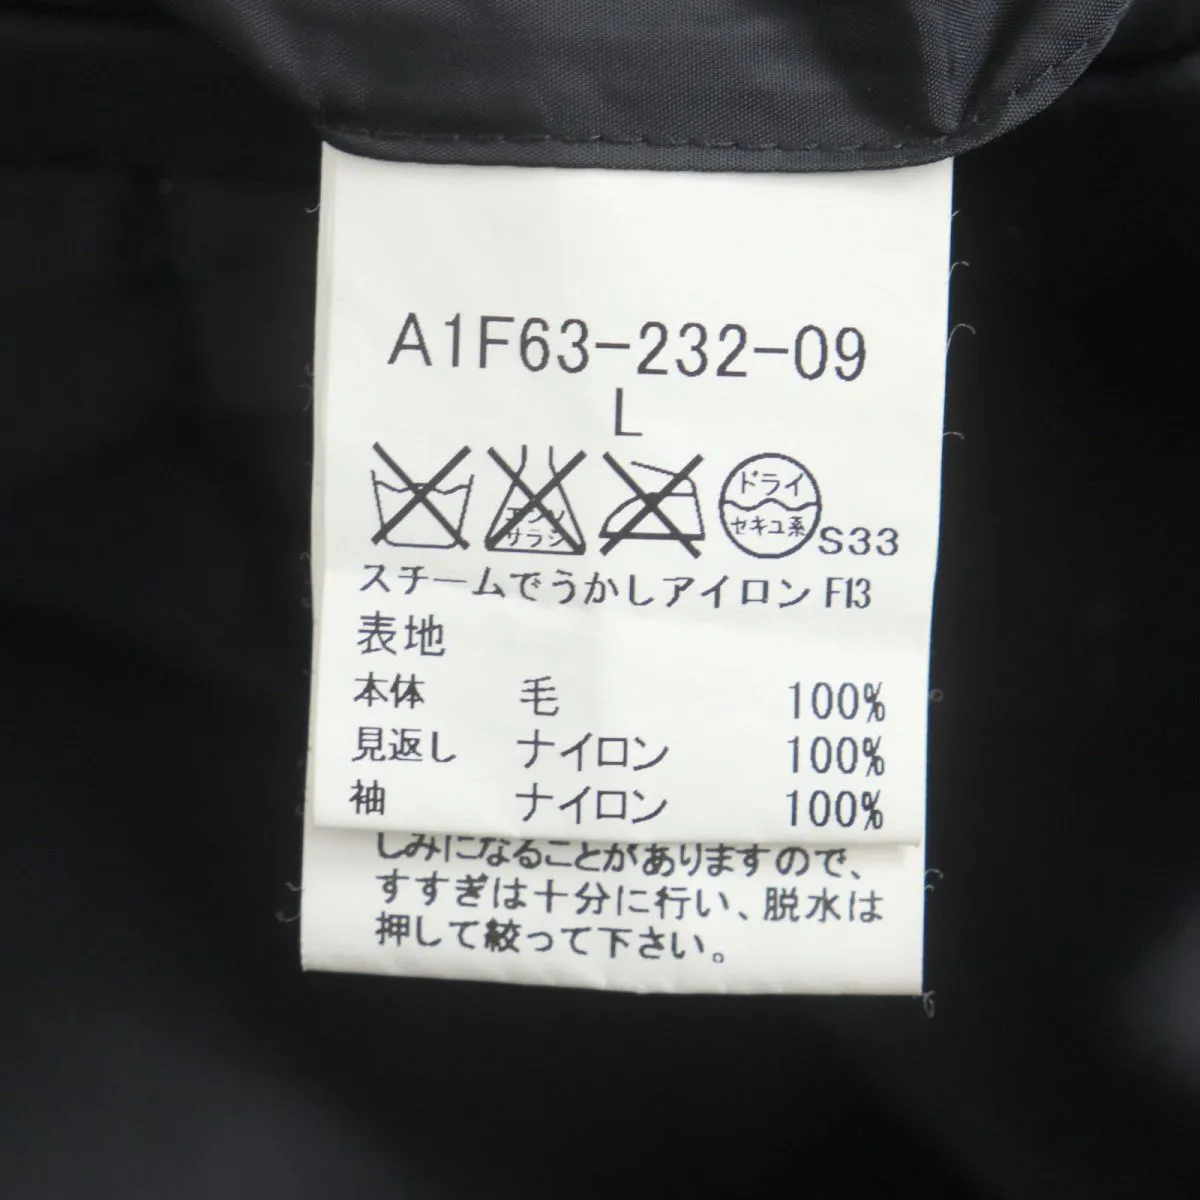 A1F63-232-09
L
エンソ
サラシ
ドライ
セキユ系
S33
スチームでうかしアイロン F13
表地
本体 毛 100%
見返し ナイロン 100%
袖 ナイロン 100%
しみになることがありますので、
すすぎは十分に行い、脱水は
押して絞って下さい。